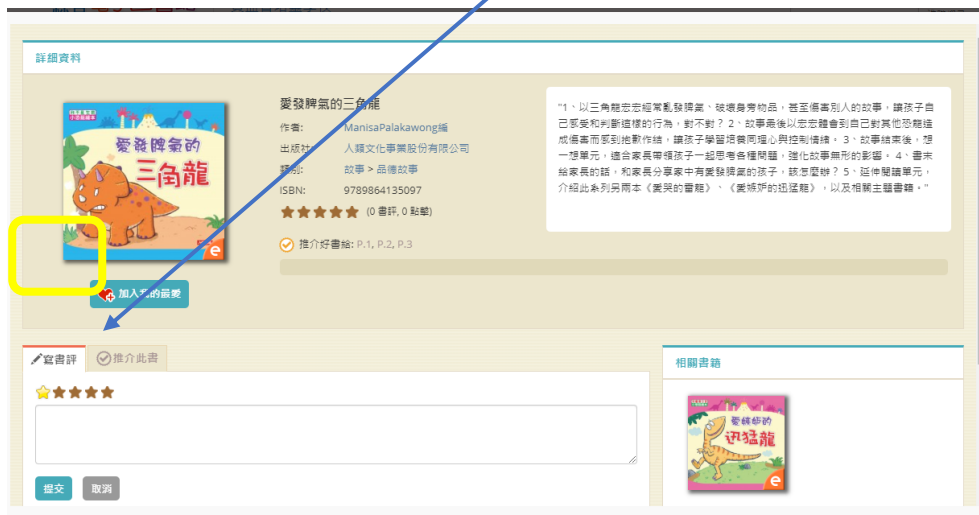 詳細資料
愛發脾氣的
三角龍
e
加入我的最愛
愛發脾氣的三角龍
作者: ManisaPalakawong編
出版社: 人類文化事業股份有限公司
類別: 故事 > 品德故事
ISBN: 9789864135097
(0 書評, 0 點擊)
推介好書給: P.1, P.2, P.3
"1、以三角龍宏宏經常亂發脾氣、破壞身旁物品，甚至傷害別人的故事，讓孩子自
己感受和判斷這樣的行為，對不對？ 2、故事最後以宏宏體會到自己對其他恐龍造
成傷害而感到抱歉作結，讓孩子學習培養同理心與控制情緒。 3、故事結束後，想
一想單元，適合家長帶領孩子一起思考各種問題，強化故事無形的影響。 4、書末
給家長的話，和家長分享家中有愛發脾氣的孩子，該怎麼辦？ 5、延伸閱讀單元，
介紹此系列另兩本《愛哭的雷龍》、《愛嫉妒的迅猛龍》，以及相關主題書籍。"
寫書評
推介此書
提交
取消
相關書籍
愛嫉妒的
迅猛龍
e